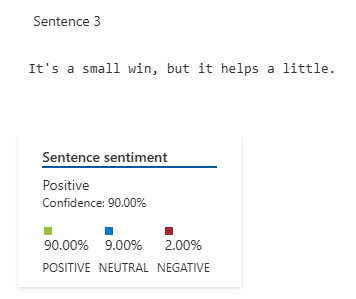 Sentence 3
It's a small win, but it helps a little.
Sentence sentiment
Positive
Confidence: 90.00%
90.00% 9.00% 2.00%
POSITIVE NEUTRAL NEGATIVE